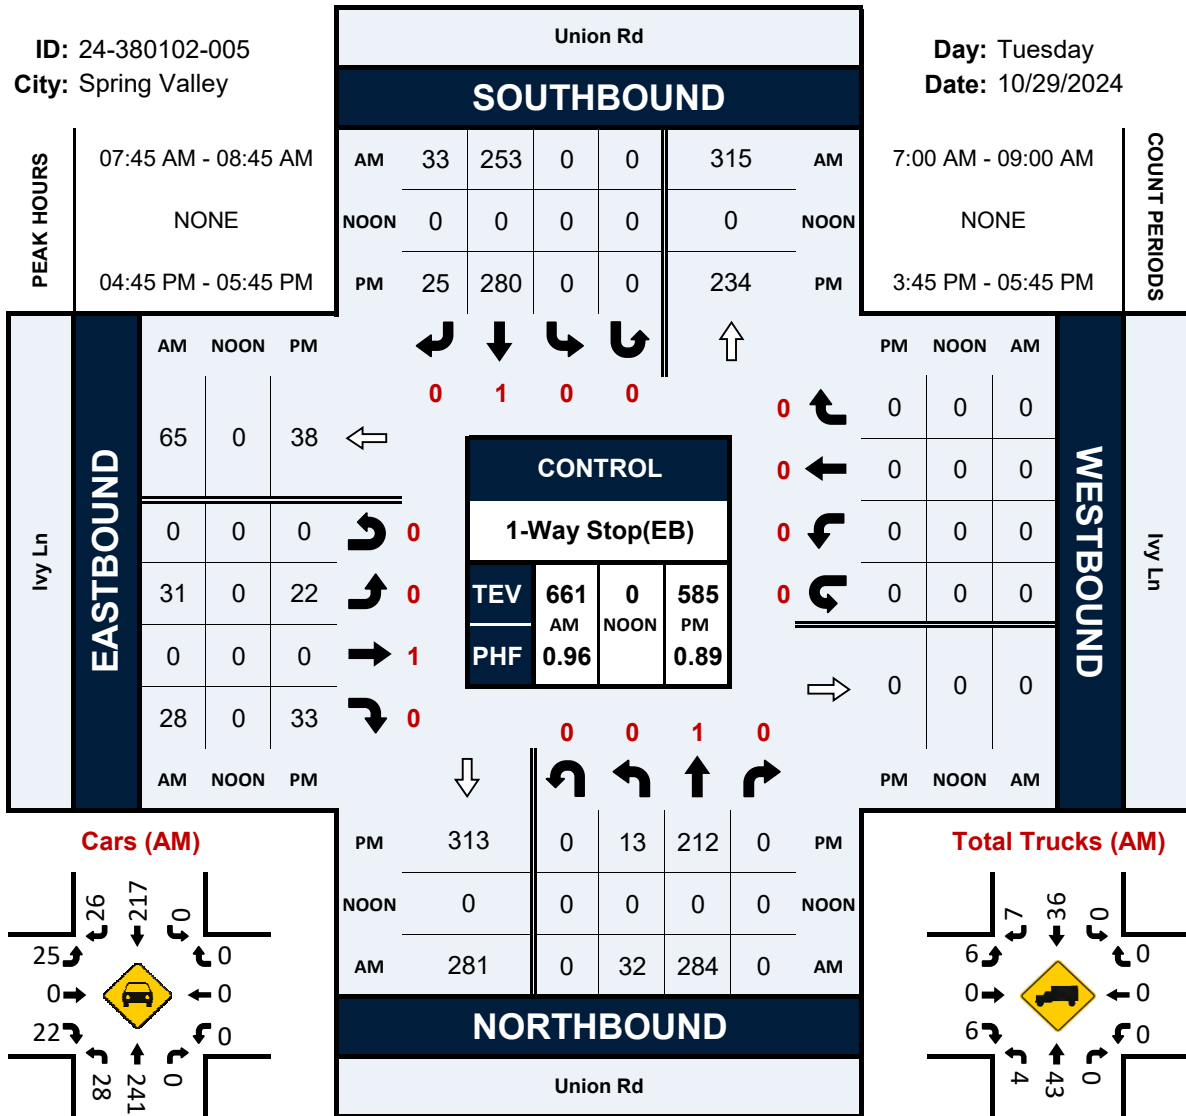 ID: 24-380102-005
City: Spring Valley
Union Rd
Day: Tuesday
Date: 10/29/2024
SOUTHBOUND
PEAK HOURS
07:45 AM - 08:45 AM
NONE
04:45 PM - 05:45 PM
AM 33 253 0 0 315 AM
NOON 0 0 0 0 0 NOON
PM 25 280 0 0 234 PM
7:00 AM - 09:00 AM
NONE
3:45 PM - 05:45 PM
COUNT PERIODS
0 1 0 0
Ivy Ln
EASTBOUND
AM NOON PM
65 0 38
0 0 0 0
31 0 22 0
0 0 0 1
28 0 33 0
AM NOON PM
CONTROL
1-Way Stop(EB)
TEV 661 0 585
AM NOON PM
PHF 0.96 0.89
PM NOON AM
0 0 0 0
0 0 0 0
0 0 0 0
0 0 0 0
0 0 0
PM NOON AM
WESTBOUND
Ivy Ln
0 0 1 0
PM 313 0 13 212 0 PM
NOON 0 0 0 0 0 NOON
AM 281 0 32 284 0 AM
NORTHBOUND
Union Rd
Cars (AM)
26 217 0
25 0
0 0
22 0
28 241 0
Total Trucks (AM)
7 36 0
6 0
0 0
6 0
4 43 0